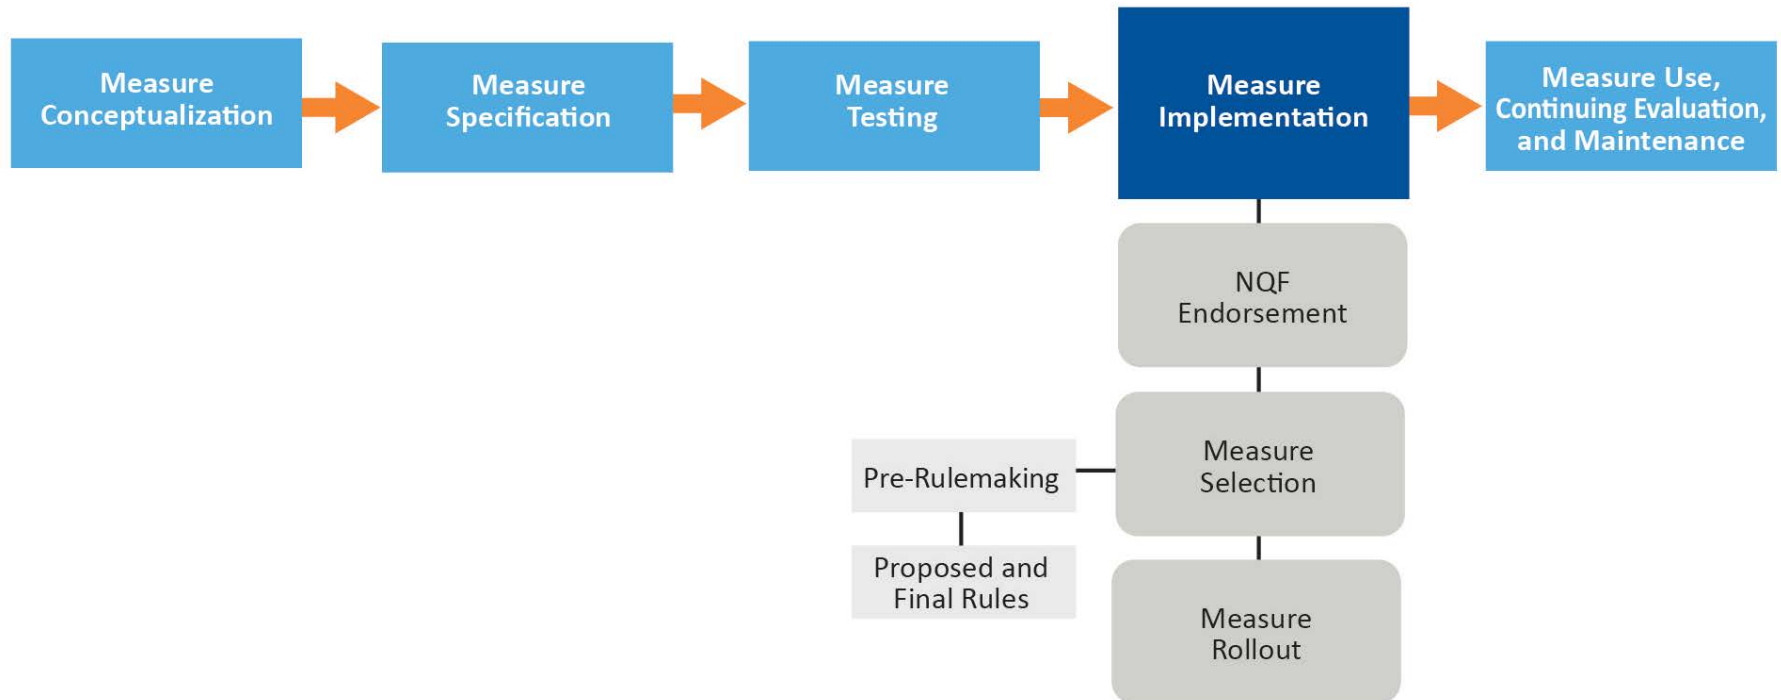 Measure
Conceptualization
Measure
Specification
Measure
Testing
Measure
Implementation
Measure Use,
Continuing Evaluation,
and Maintenance
NQF
Endorsement
Measure
Selection
Pre-Rulemaking
Proposed and
Final Rules
Measure
Rollout